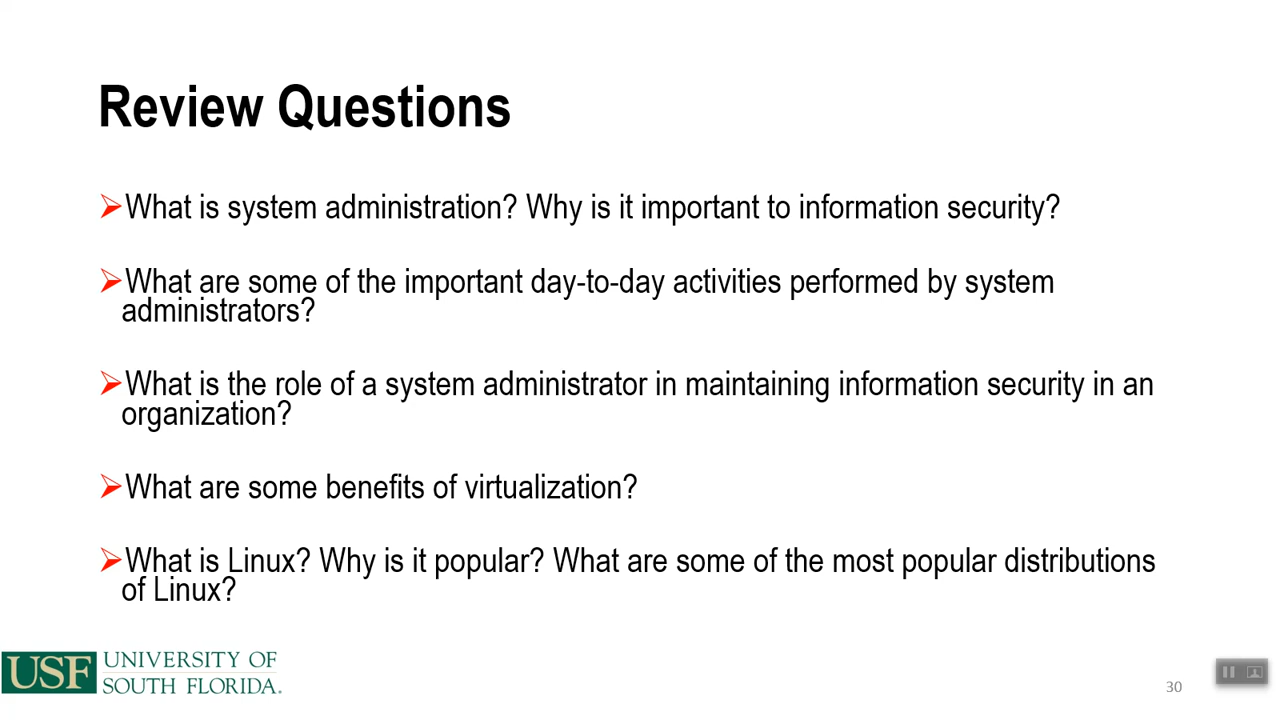 Review Questions
What is system administration? Why is it important to information security?
What are some of the important day-to-day activities performed by system
administrators?
What is the role of a system administrator in maintaining information security in an
organization?
What are some benefits of virtualization?
What is Linux? Why is it popular? What are some of the most popular distributions
of Linux?
USF UNIVERSITY OF
SOUTH FLORIDA.
30